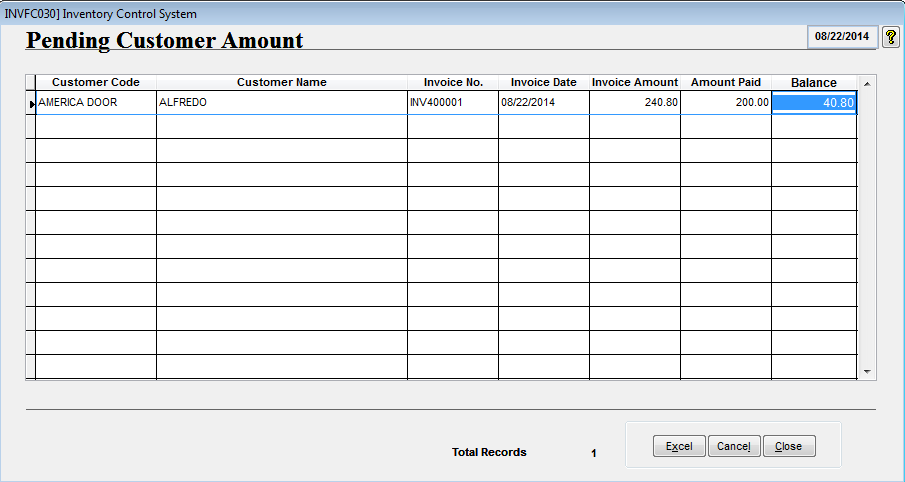 INVFC030] Inventory Control System
Pending Customer Amount
08/22/2014 ?
Customer Code Customer Name Invoice No. Invoice Date Invoice Amount Amount Paid Balance
AMERICA DOOR ALFREDO INV400001 08/22/2014 240.80 200.00 40.80
Total Records 1 Excel Cancel Close